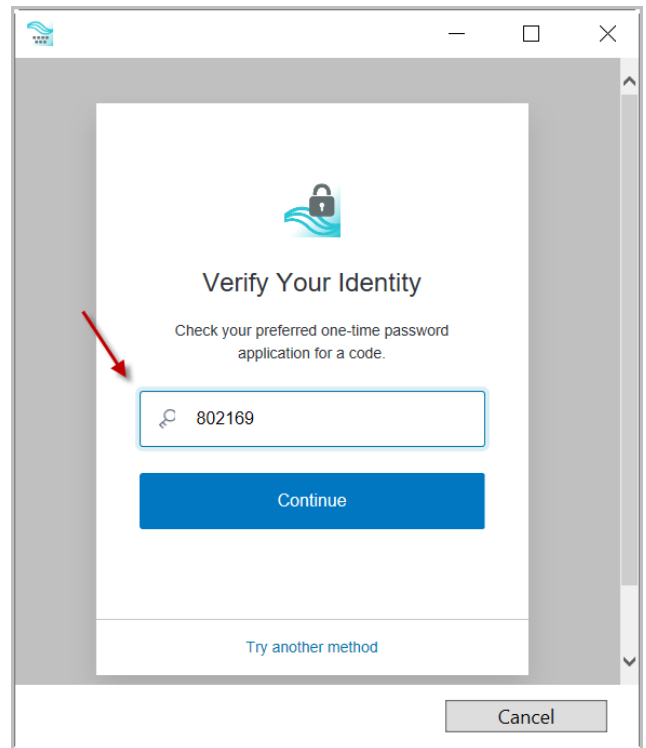 Verify Your Identity
Check your preferred one-time password
application for a code.
802169
Continue
Try another method
Cancel